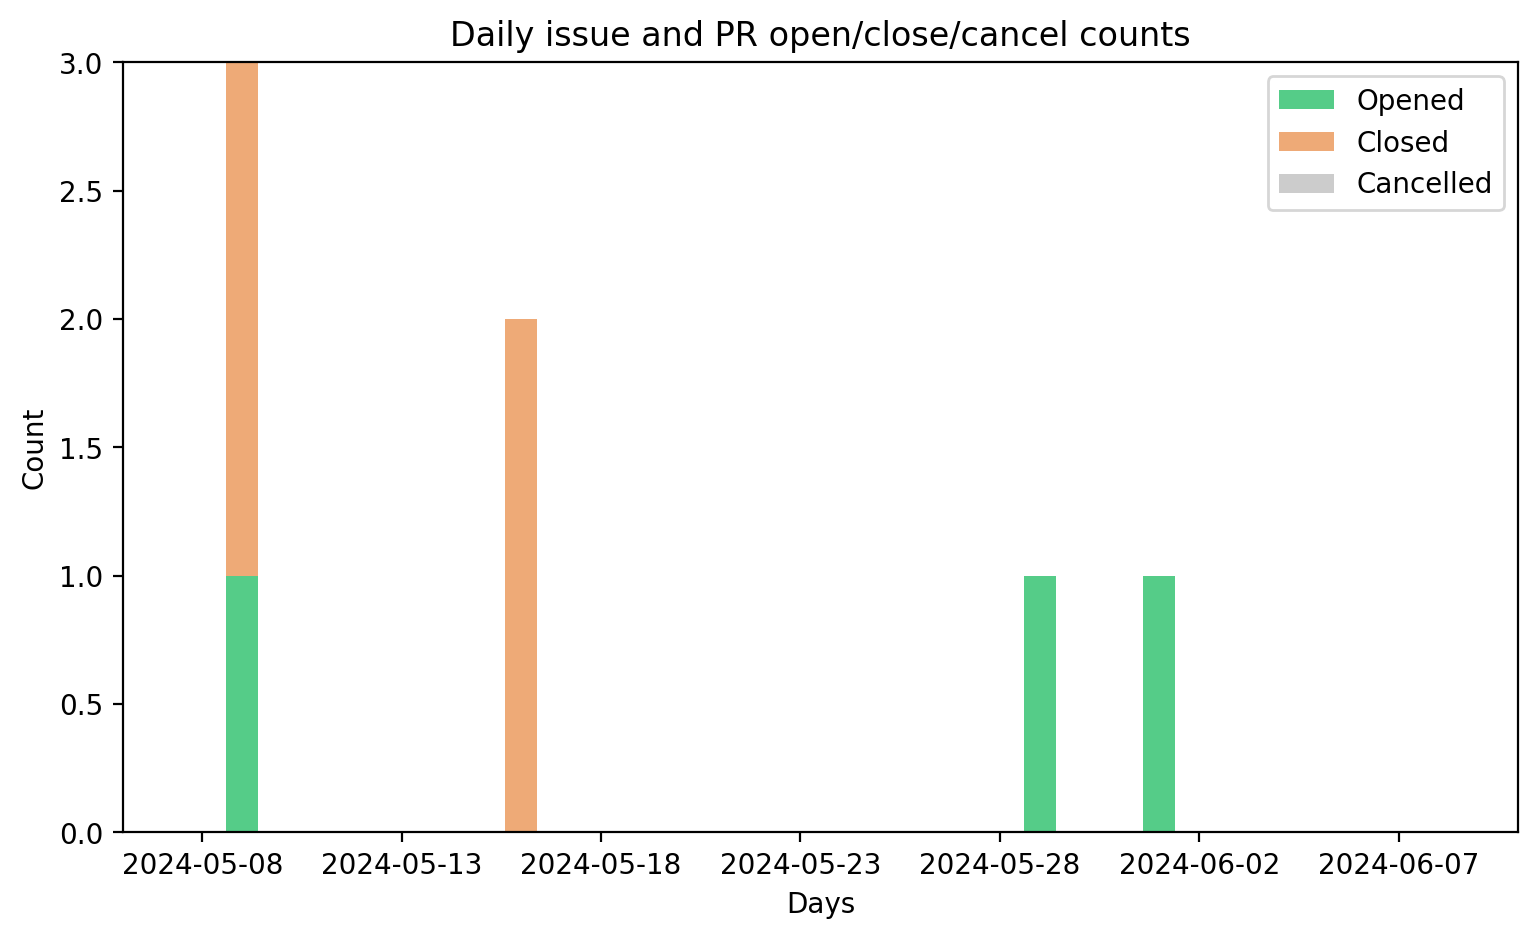 Daily issue and PR open/close/cancel counts
Opened
Closed
Cancelled
Count
3.0
2.5
2.0
1.5
1.0
0.5
0.0
2024-05-08 2024-05-13 2024-05-18 2024-05-23 2024-05-28 2024-06-02 2024-06-07
Days